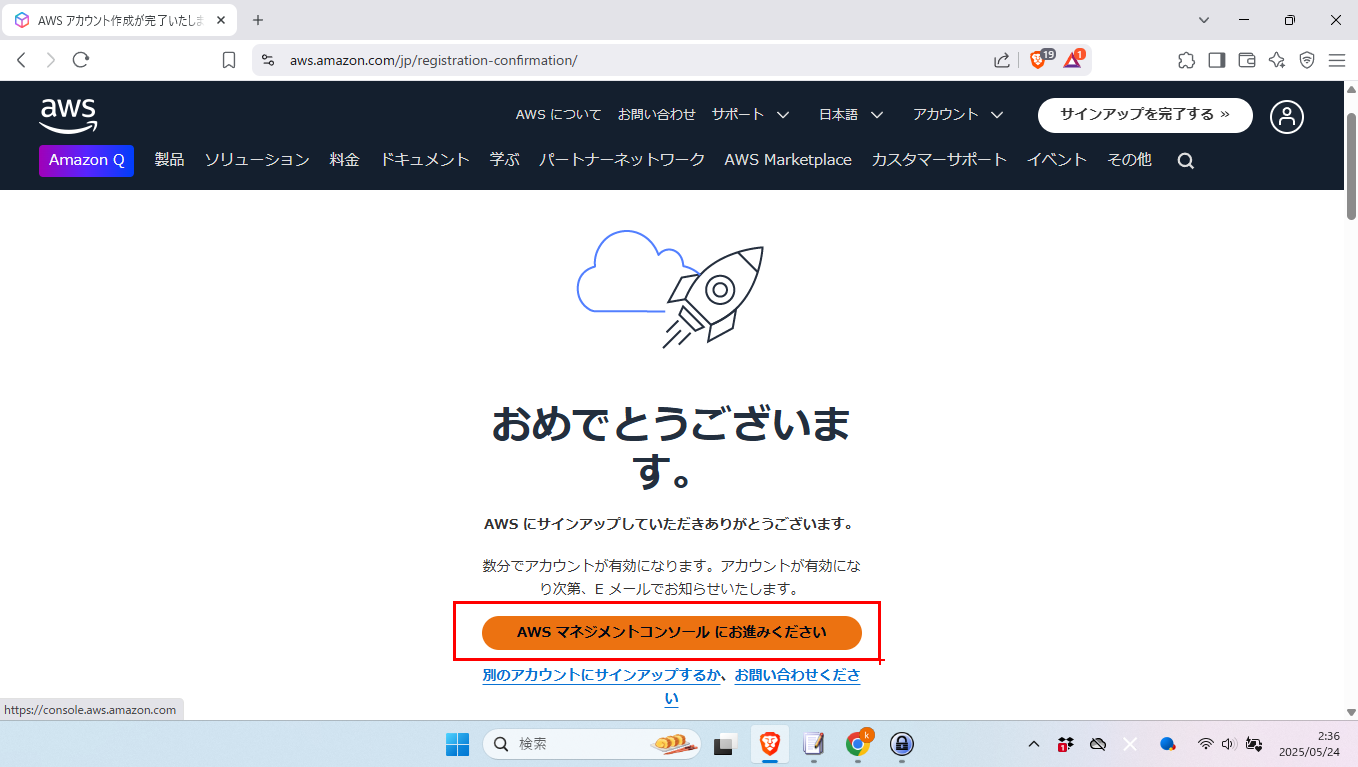 AWS アカウント作成が完了いたしま
aws.amazon.com/jp/registration-confirmation/
19
1
aws
AWS について お問い合わせ サポート 日本語 アカウント サインアップを完了する »
Amazon Q 製品 ソリューション 料金 ドキュメント 学ぶ パートナーネットワーク AWS Marketplace カスタマーサポート イベント その他
おめでとうございま
す。
AWS にサインアップしていただきありがとうございます。
数分でアカウントが有効になります。アカウントが有効にな
り次第、E メールでお知らせいたします。
AWS マネジメントコンソール にお進みください
別のアカウントにサインアップするか、お問い合わせくださ
い
https://console.aws.amazon.com
検索
k
1
2:36
2025/05/24